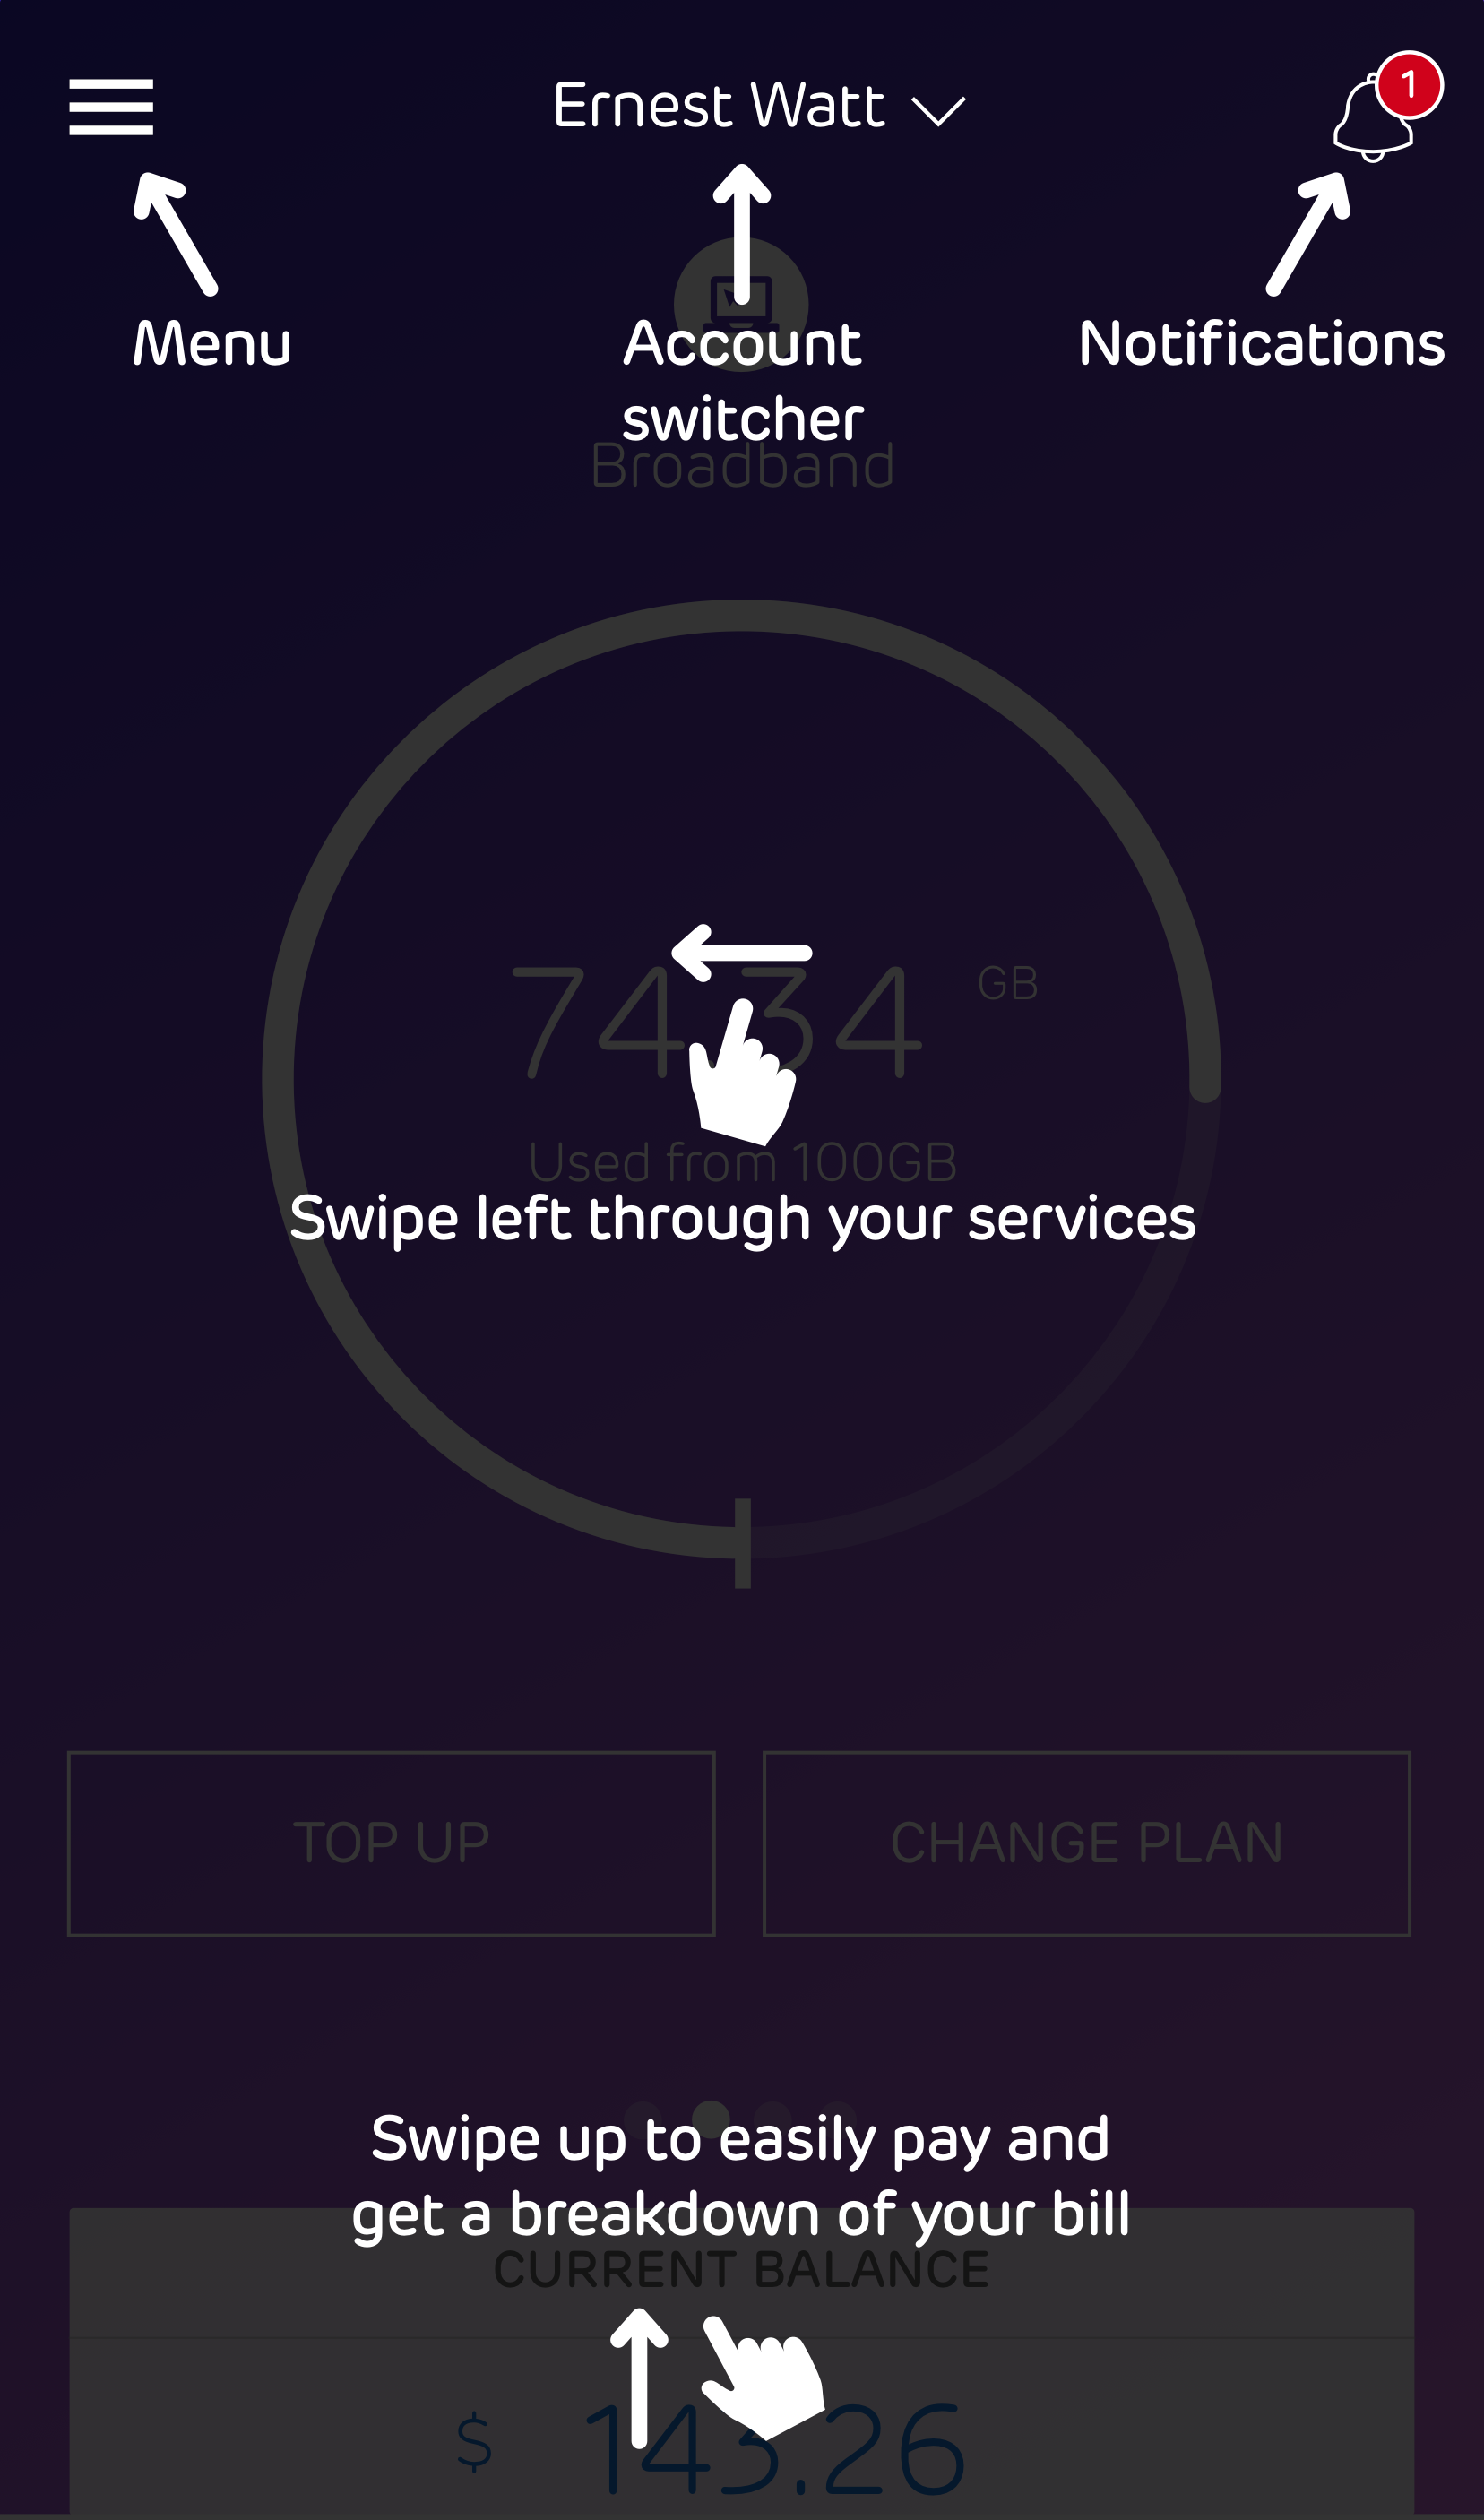 Ernest Watt
1
Menu
Account
switcher
Notifications
Broadband
74.34 GB
Used from 100GB
Swipe left through your services
TOP UP
CHANGE PLAN
Swipe up to easily pay and
get a breakdown of your bill
CURRENT BALANCE
$ 143.26